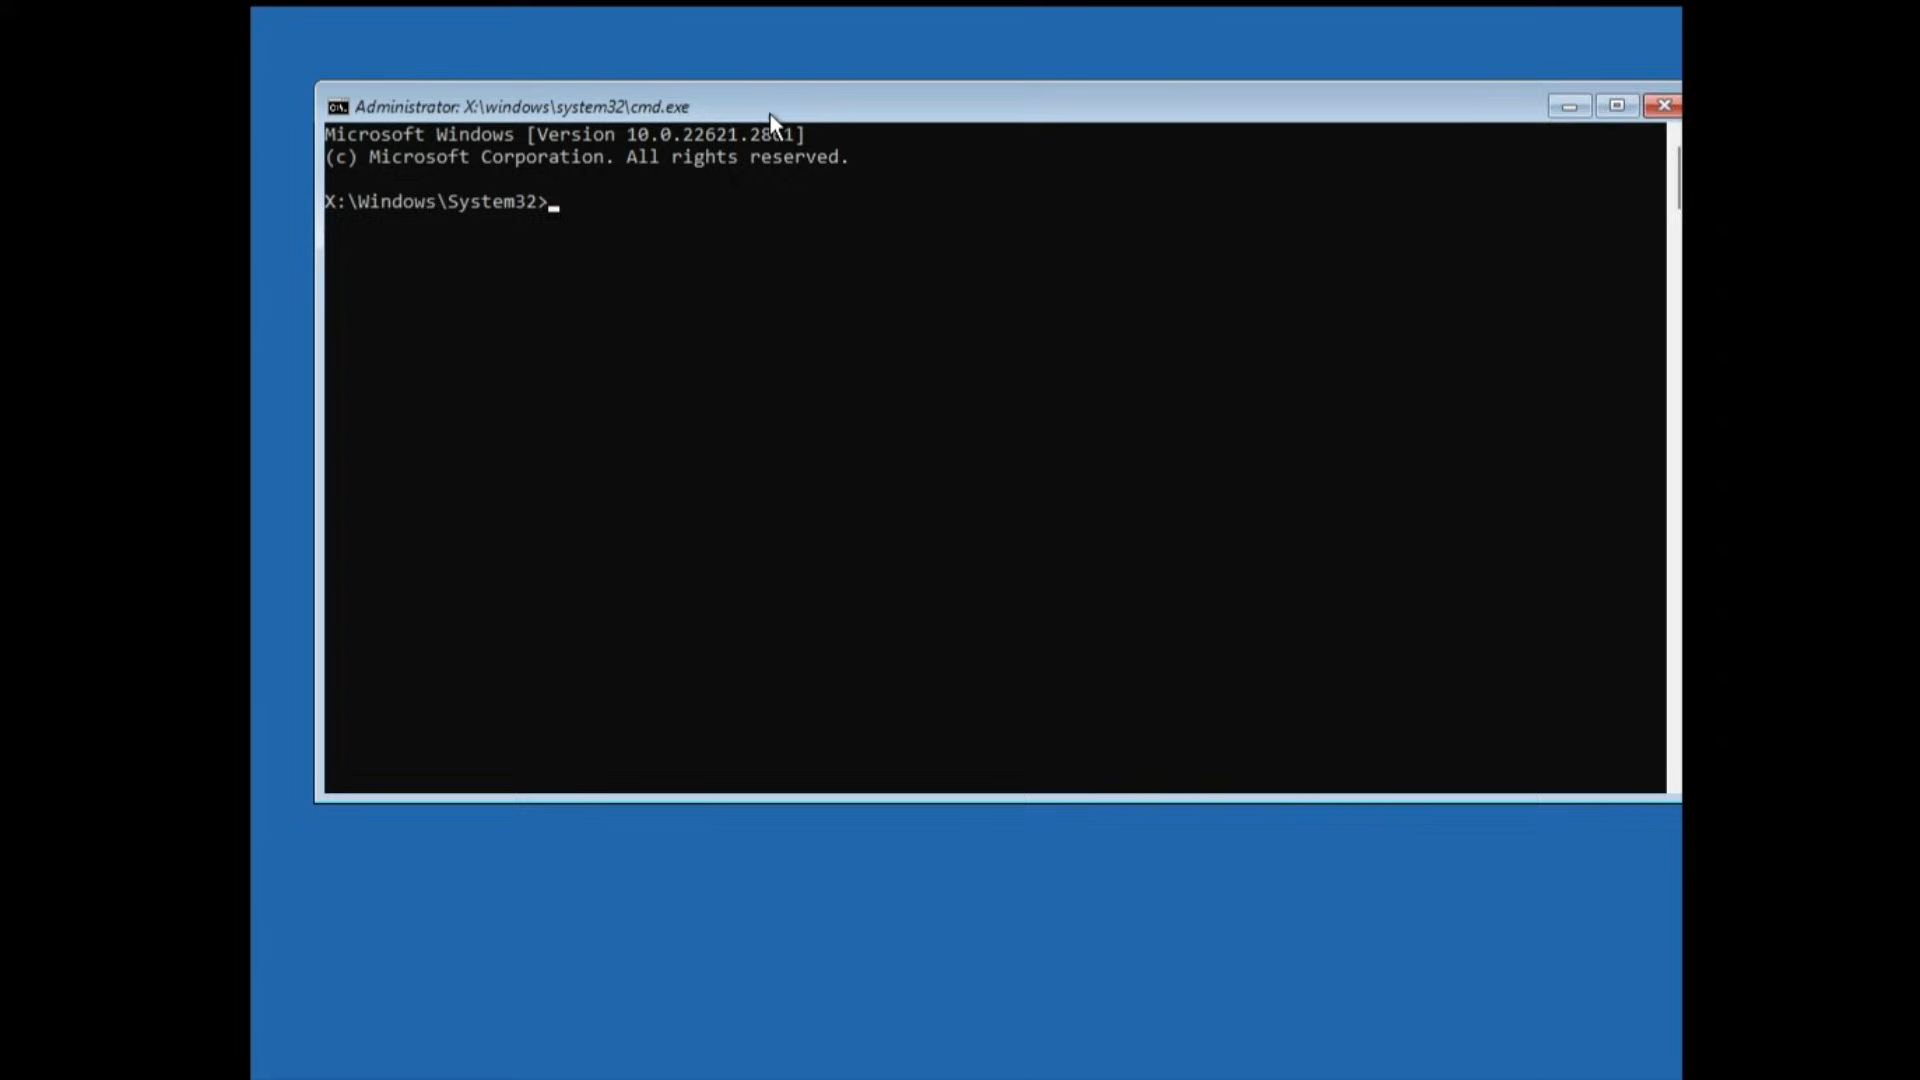 Administrator: X:\windows\system32\cmd.exe
Microsoft Windows [Version
(c) Microsoft Corporation. All rights reserved.
X:\Windows\System32>